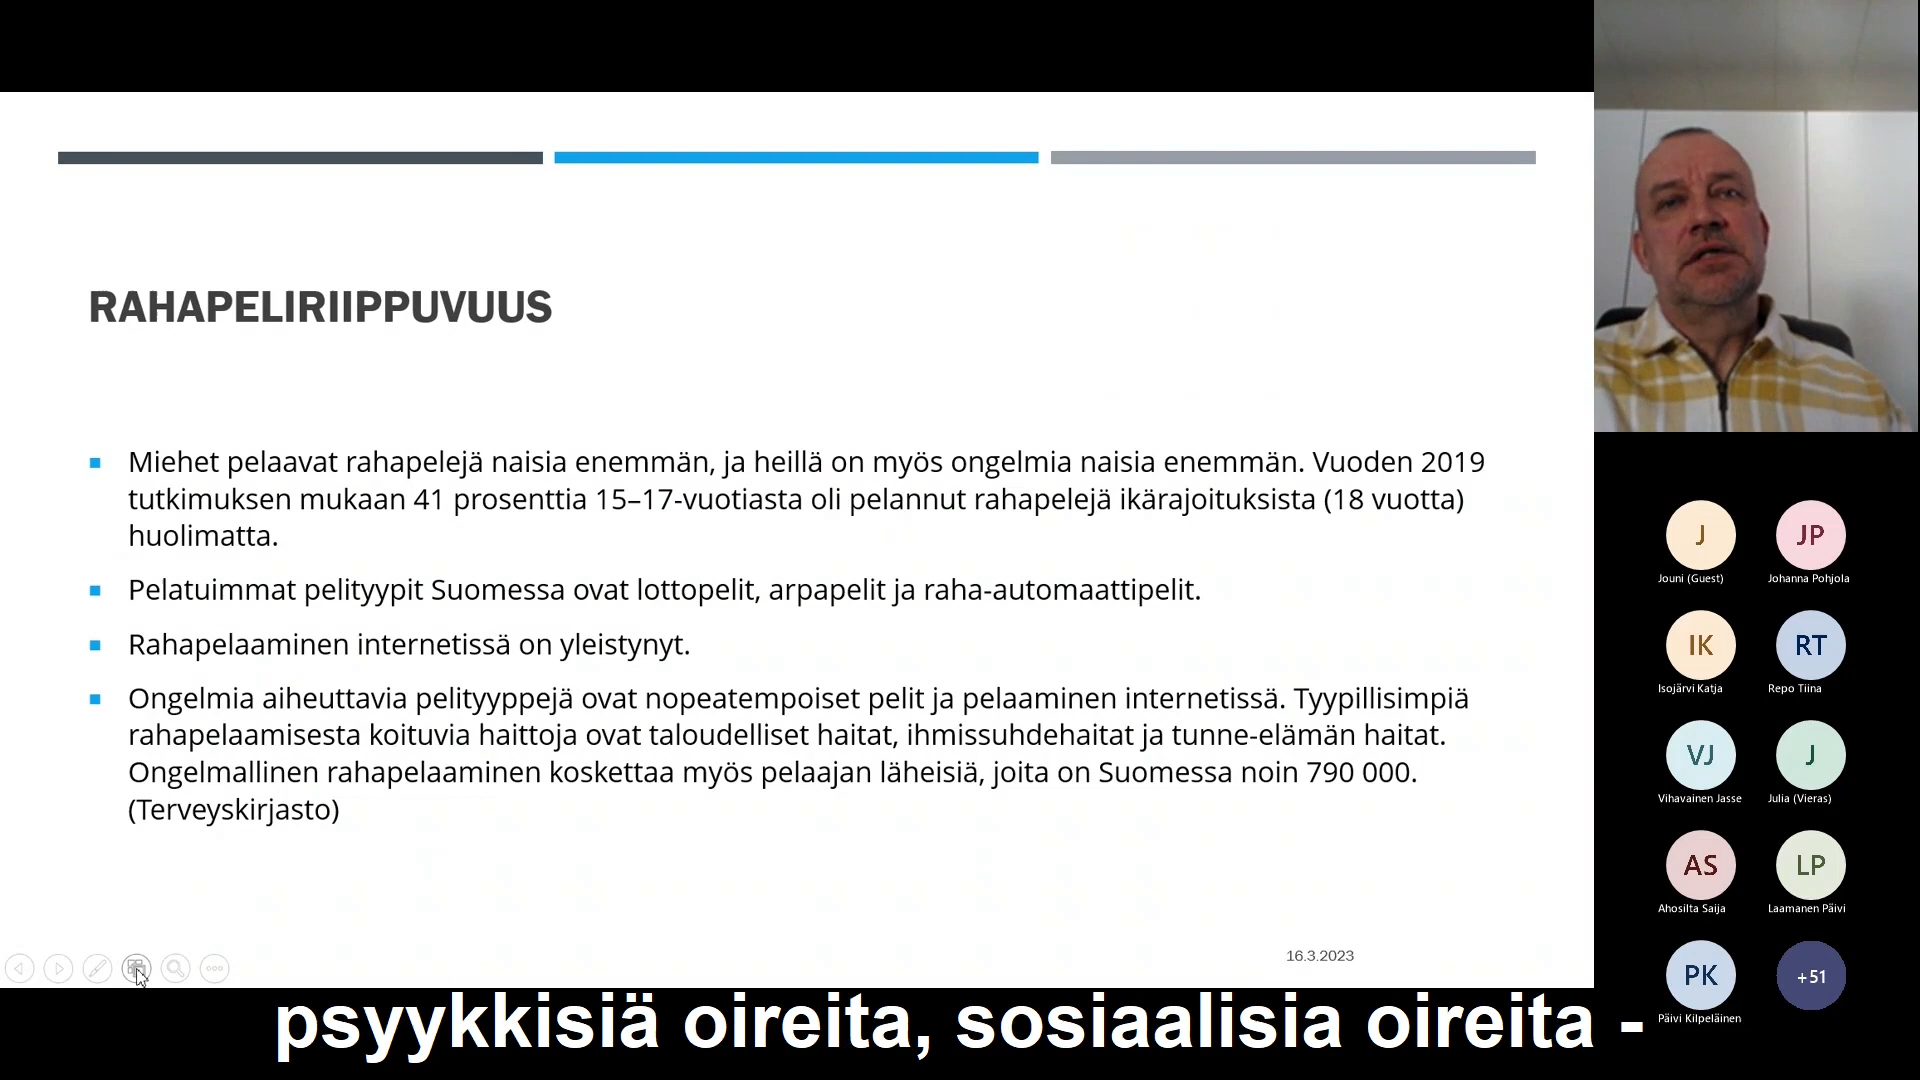 RAHAPELIRIIPPUVUUS
Miehet pelaavat rahapelejä naisia enemmän, ja heillä on myös ongelmia naisia enemmän. Vuoden 2019
tutkimuksen mukaan 41 prosenttia 15–17-vuotiasta oli pelannut rahapelejä ikärajoituksista (18 vuotta)
huolimatta.
Pelatuimmat pelityypit Suomessa ovat lottopelit, arpapelit ja raha-automaattipelit.
Rahapelaaminen internetissä on yleistynyt.
Ongelmia aiheuttavia pelityyppejä ovat nopeatempoiset pelit ja pelaaminen internetissä. Tyypillisimpiä
rahapelaamisesta koituvia haittoja ovat taloudelliset haitat, ihmissuhdehaitat ja tunne-elämän haitat.
Ongelmallinen rahapelaaminen koskettaa myös pelaajan läheisiä, joita on Suomessa noin 790 000.
(Terveyskirjasto)
16.3.2023
J
JP
Jouni (Guest)
Johanna Pohjola
IK
RT
Isojärvi Katja
Repo Tiina
VJ
J
Vihavainen Jasse
Julia (Vieras)
AS
LP
Ahosilta Saija
Laamanen Päivi
PK
+51
Päivi Kilpeläinen
psyykkisiä oireita, sosiaalisia oireita -